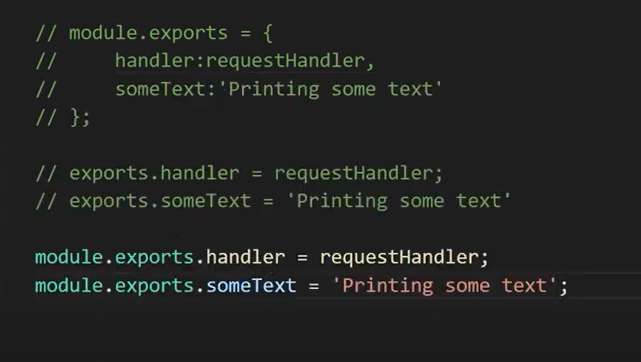 // module.exports = {
//     handler:requestHandler,
//     someText:'Printing some text'
// };
// exports.handler = requestHandler;
// exports.someText = 'Printing some text'
module.exports.handler = requestHandler;
module.exports.someText = 'Printing some text';